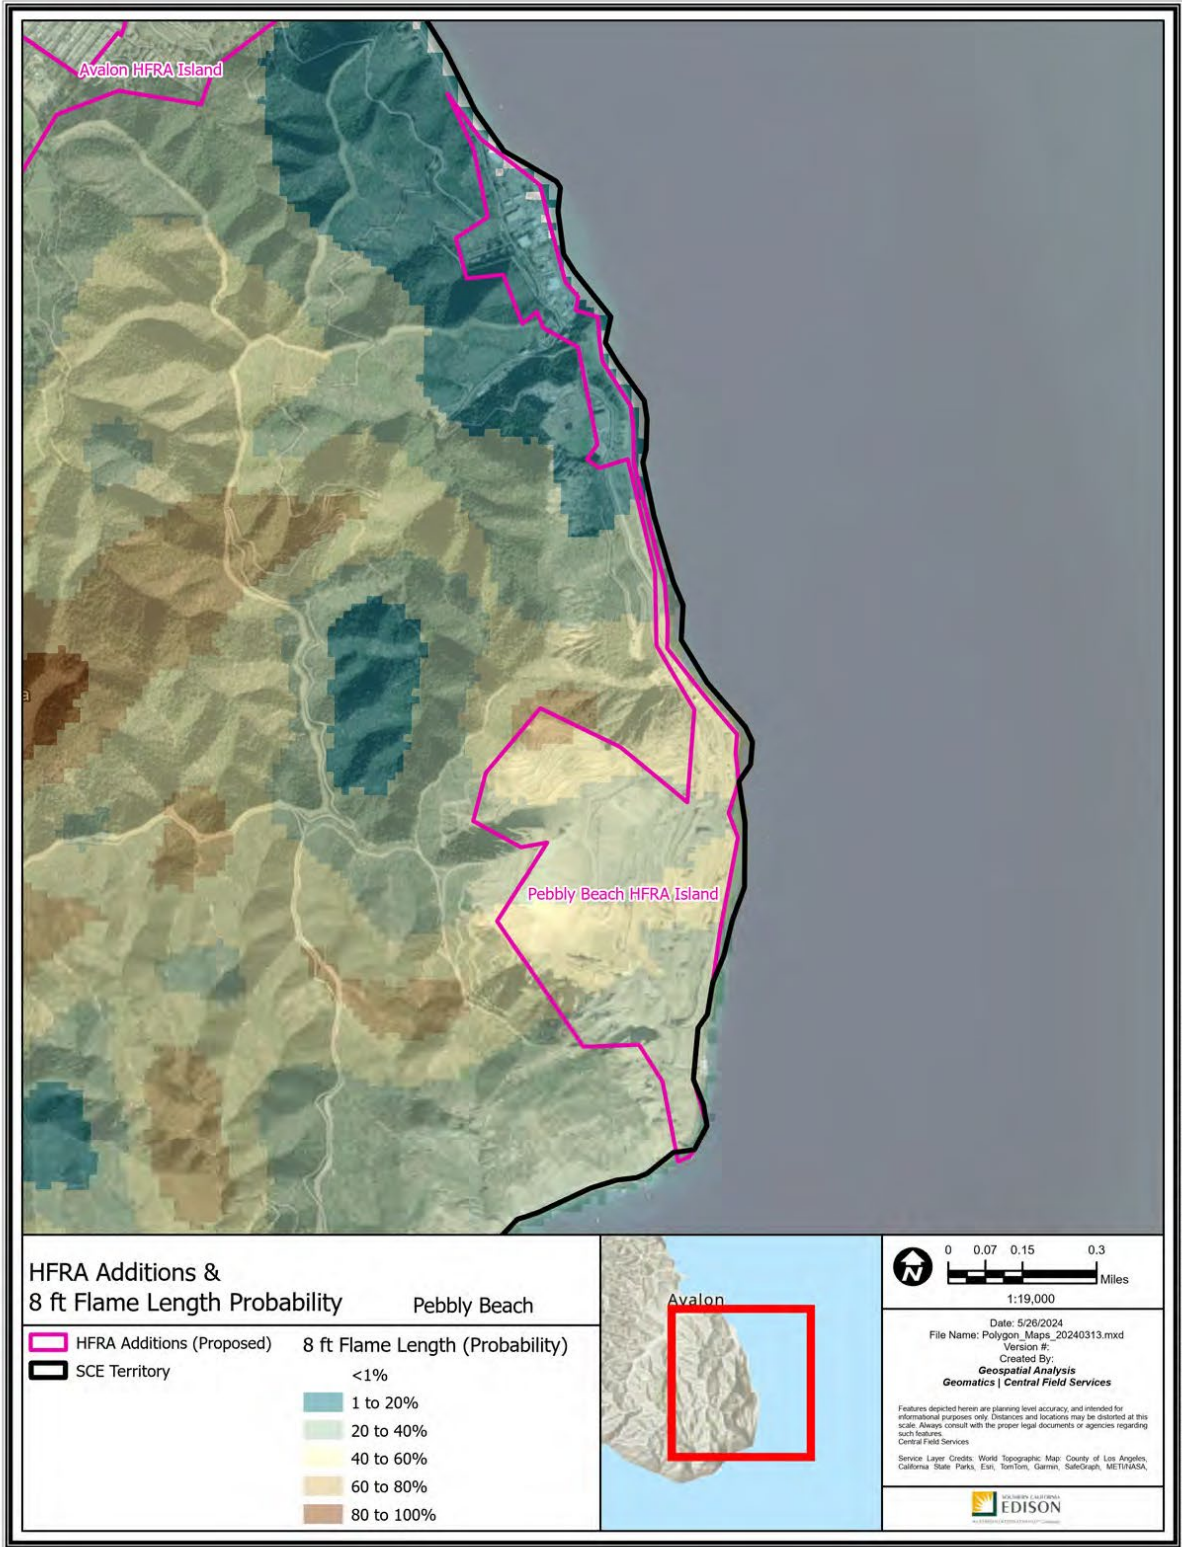 Avalon HFRA Island
a
Pebbly Beach HFRA Island
HFRA Additions &
8 ft Flame Length Probability
Pebbly Beach
HFRA Additions (Proposed)
SCE Territory
8 ft Flame Length (Probability)
<1%
1 to 20%
20 to 40%
40 to 60%
60 to 80%
80 to 100%
Avalon
N
0 0.07 0.15 0.3
Miles
1:19,000
Date: 5/26/2024
File Name: Polygon_Maps_20240313.mxd
Version #:
Created By:
Geospatial Analysis
Geomatics | Central Field Services
Features depicted herein are planning level accuracy, and intended for
informational purposes only. Distances and locations may be distorted at this
scale. Always consult with the proper legal documents or agencies regarding
such features.
Central Field Services
Service Layer Credits: World Topographic Map: County of Los Angeles,
California State Parks, Esri, TomTom, Garmin, SafeGraph, METI/NASA,
SOUTHERN CALIFORNIA
EDISON